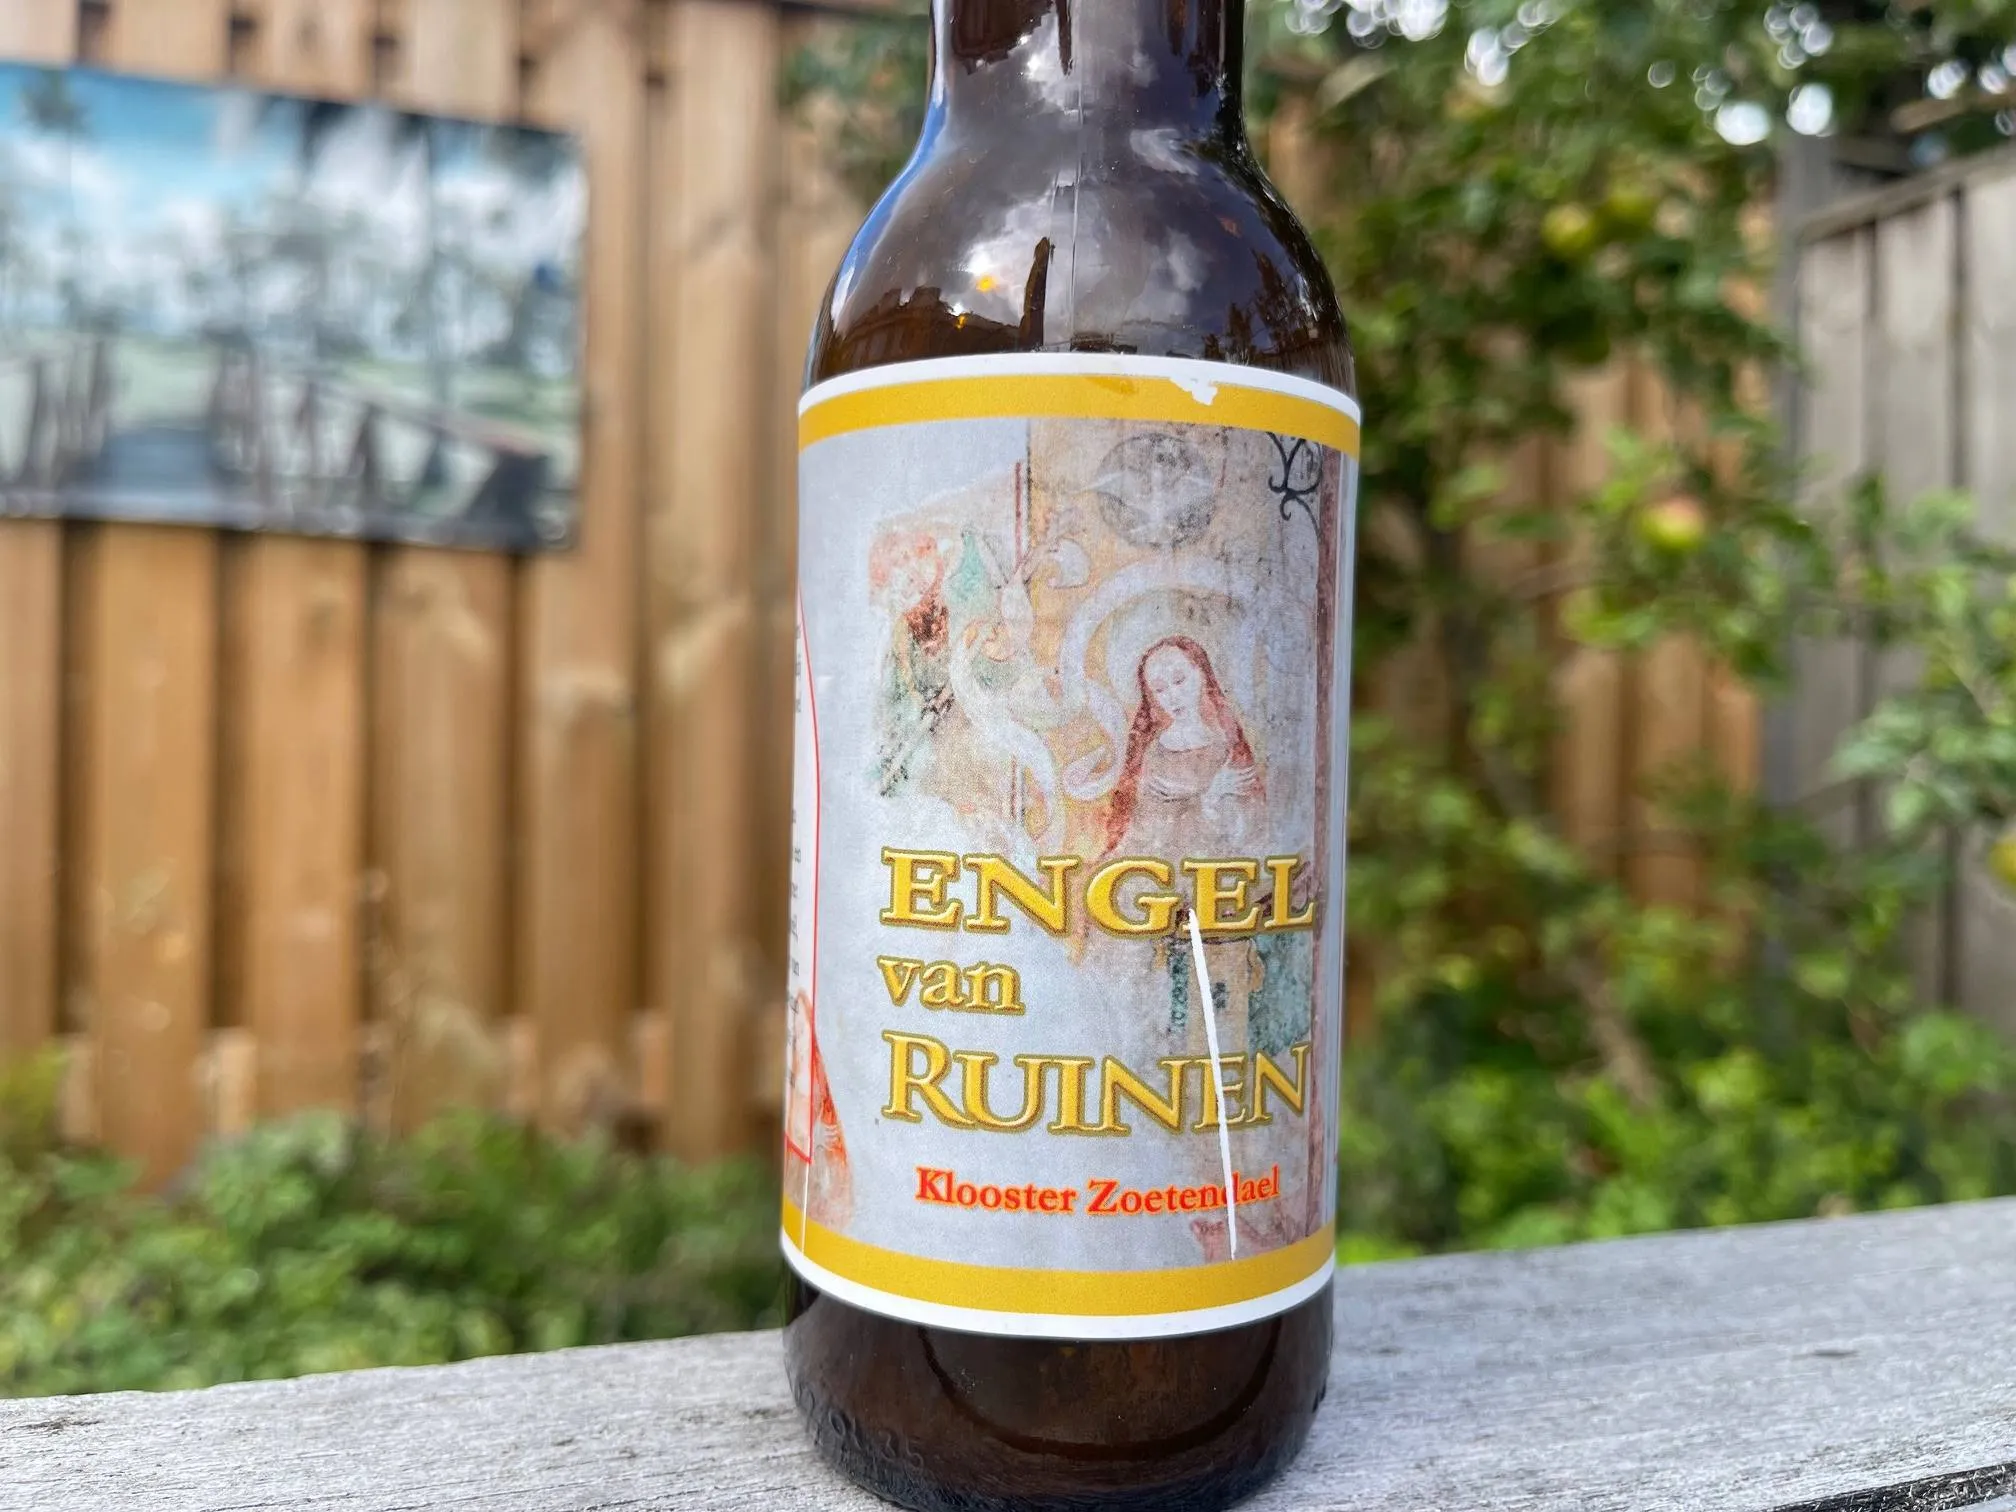 ENGEL
van
RUINEN
Klooster Zoetendael